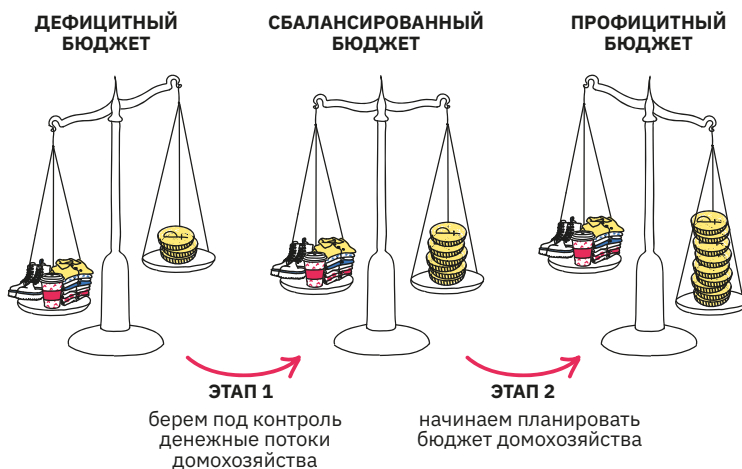 ДЕФИЦИТНЫЙ
БЮДЖЕТ
СБАЛАНСИРОВАННЫЙ
БЮДЖЕТ
ПРОФИЦИТНЫЙ
БЮДЖЕТ
ЭТАП 1
берем под контроль
денежные потоки
домохозяйства
ЭТАП 2
начинаем планировать
бюджет домохозяйства